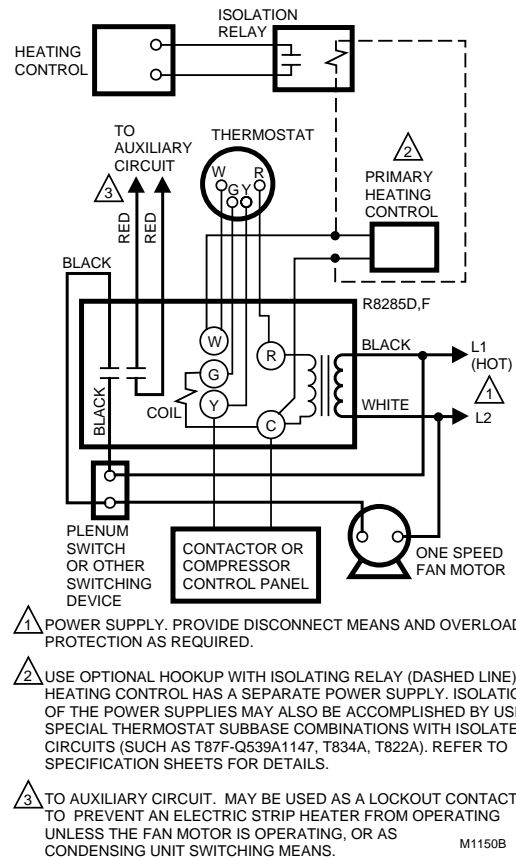 ISOLATION
RELAY
HEATING
CONTROL
TO
AUXILIARY
CIRCUIT
THERMOSTAT
3
W
R
G
Y
2
PRIMARY
HEATING
CONTROL
RED
RED
BLACK
R8285D,F
W
R
G
Y
C
COIL
BLACK
BLACK
WHITE
L1
(HOT)
1
L2
PLENUM
SWITCH
OR OTHER
SWITCHING
DEVICE
CONTACTOR OR
COMPRESSOR
CONTROL PANEL
ONE SPEED
FAN MOTOR
1 POWER SUPPLY. PROVIDE DISCONNECT MEANS AND OVERLOAD
PROTECTION AS REQUIRED.
2 USE OPTIONAL HOOKUP WITH ISOLATING RELAY (DASHED LINE)
HEATING CONTROL HAS A SEPARATE POWER SUPPLY.
OF THE POWER SUPPLIES MAY ALSO BE ACCOMPLISHED BY
SPECIAL THERMOSTAT SUBBASE COMBINATIONS WITH
CIRCUITS (SUCH AS T87F-Q539A1147, T834A, T822A). REFER TO
SPECIFICATION SHEETS FOR DETAILS.
3 TO AUXILIARY CIRCUIT. MAY BE USED AS A LOCKOUT CONTACT
TO PREVENT AN ELECTRIC STRIP HEATER FROM OPERATING
UNLESS THE FAN MOTOR IS OPERATING, OR AS
CONDENSING UNIT SWITCHING MEANS.
M1150B